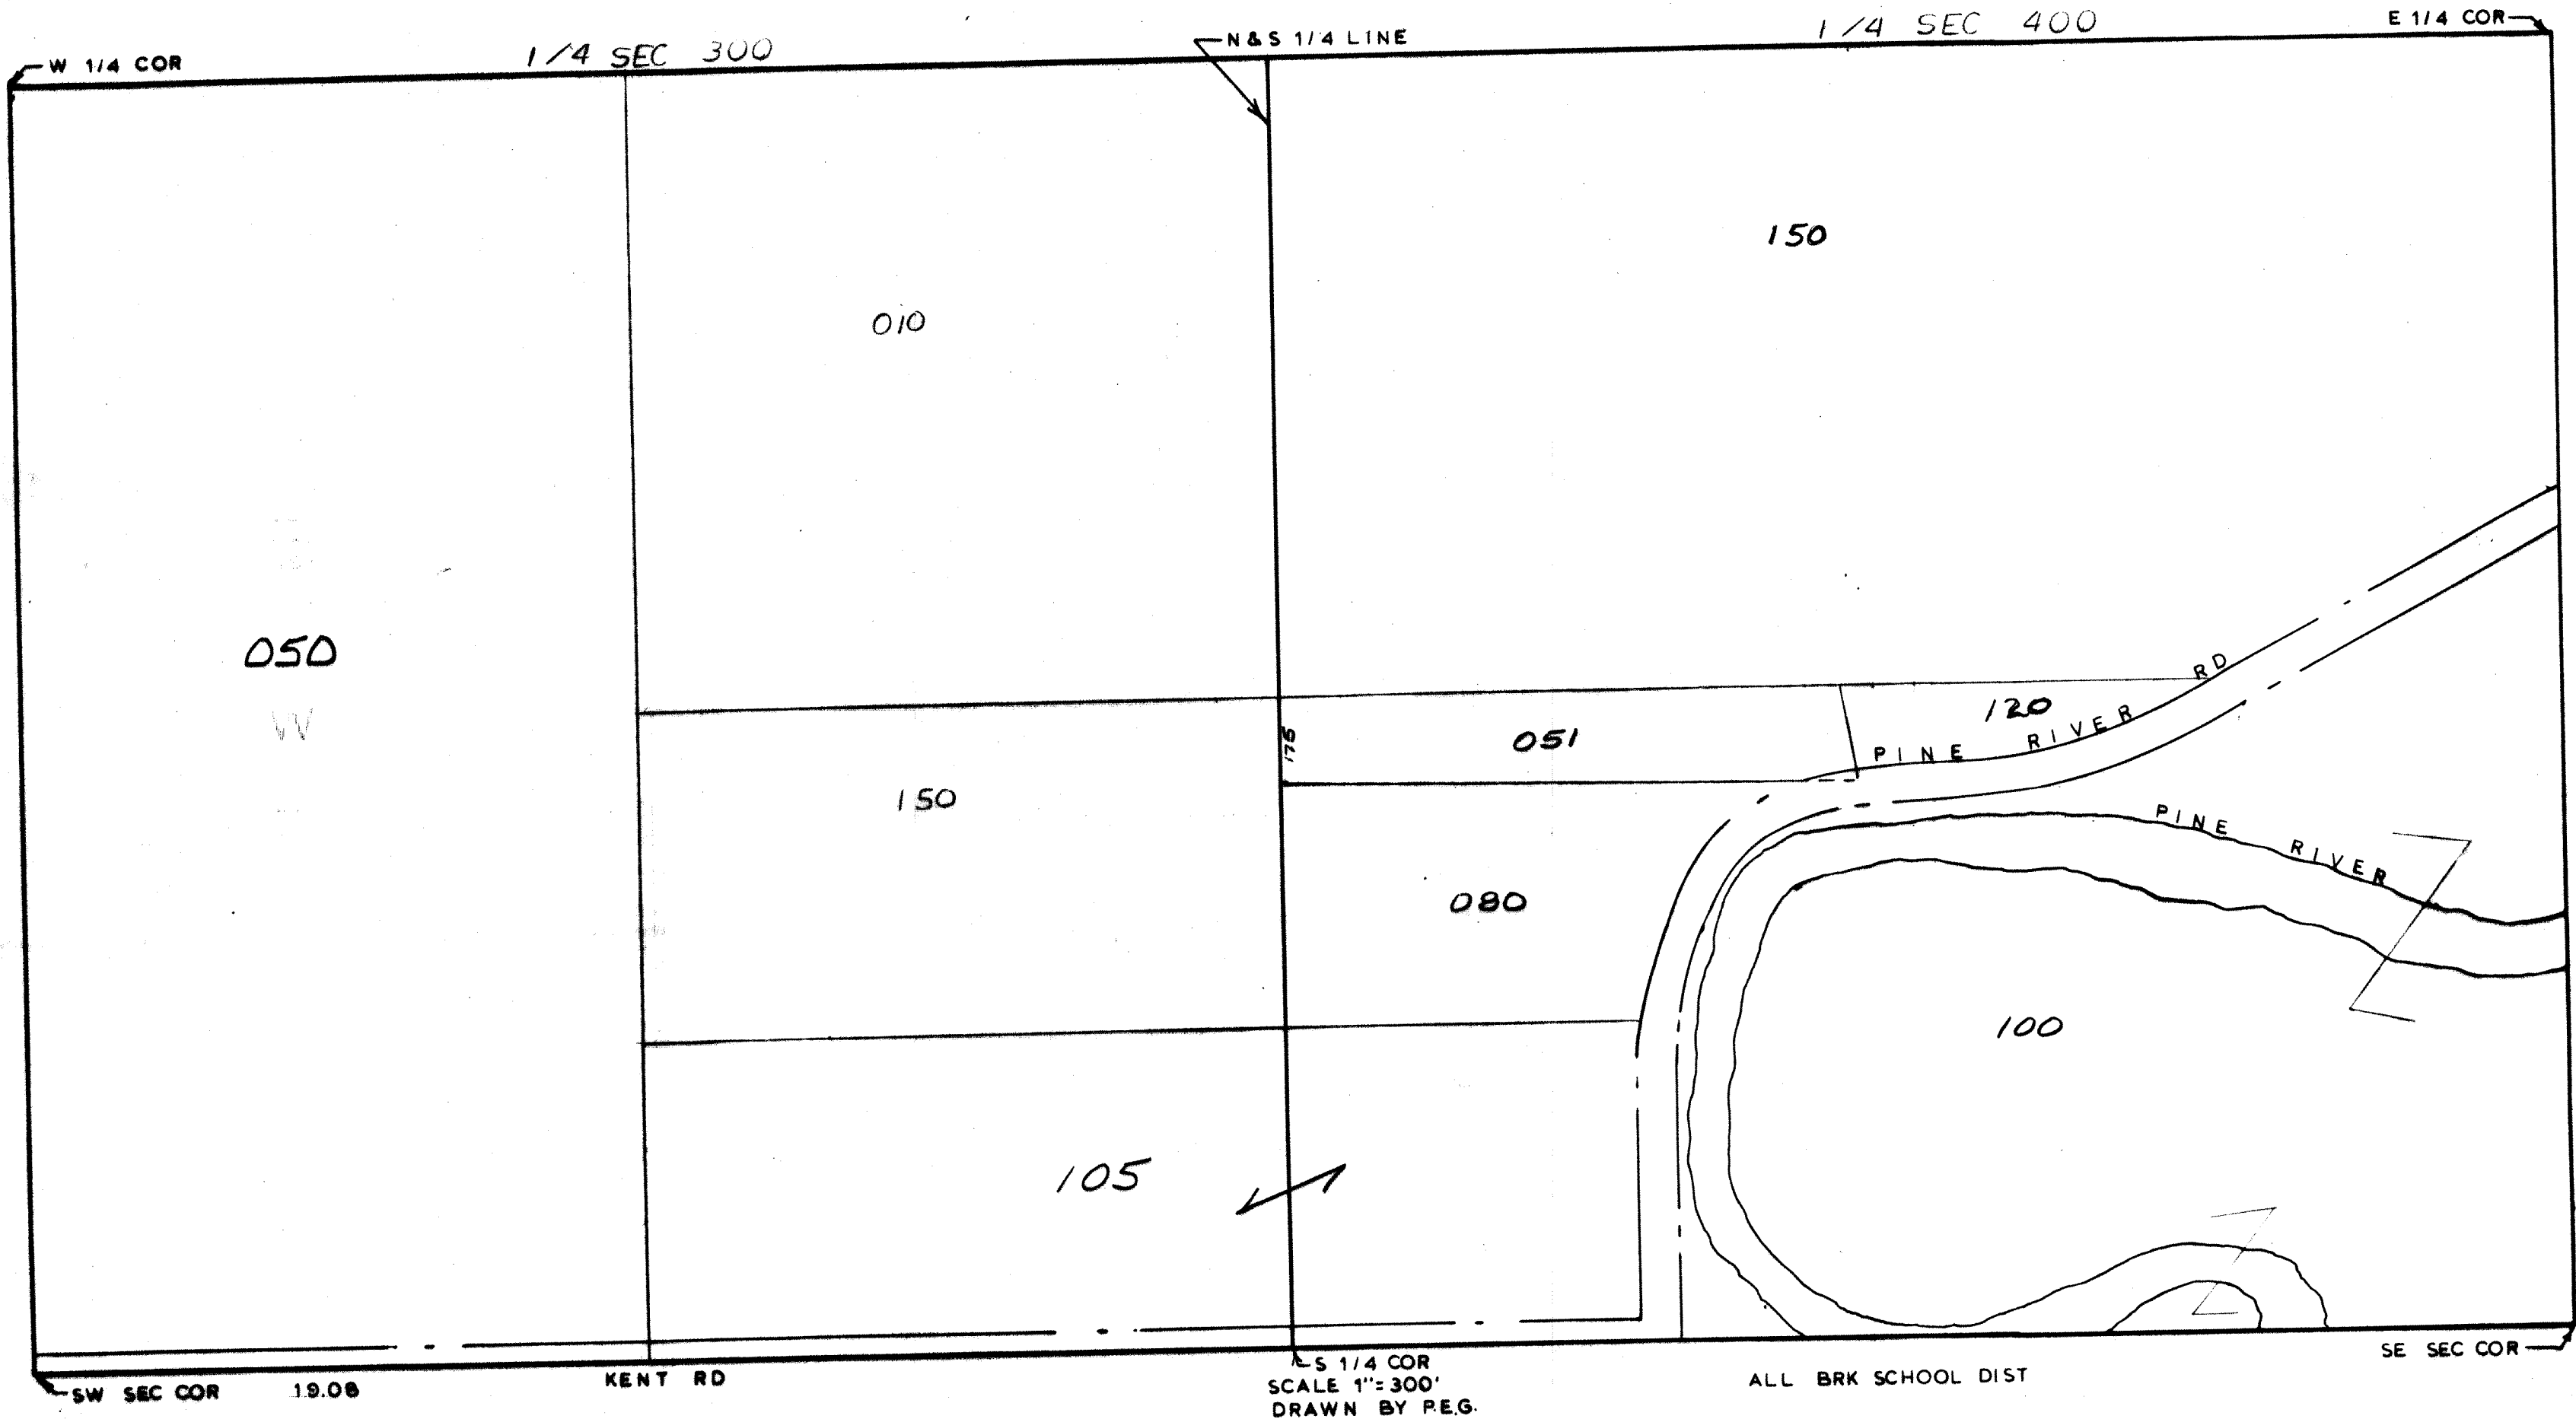 W 1/4 COR
1/4 SEC 300
N & S 1/4 LINE
1/4 SEC 400
E 1/4 COR
150
010
050
W
120
PINE RIVER RD
051
175
150
PINE RIVER
080
100
105
SW SEC COR
19.08
KENT RD
S 1/4 COR
SCALE 1"=300'
DRAWN BY P.E.G.
ALL BRK SCHOOL DIST
SE SEC COR